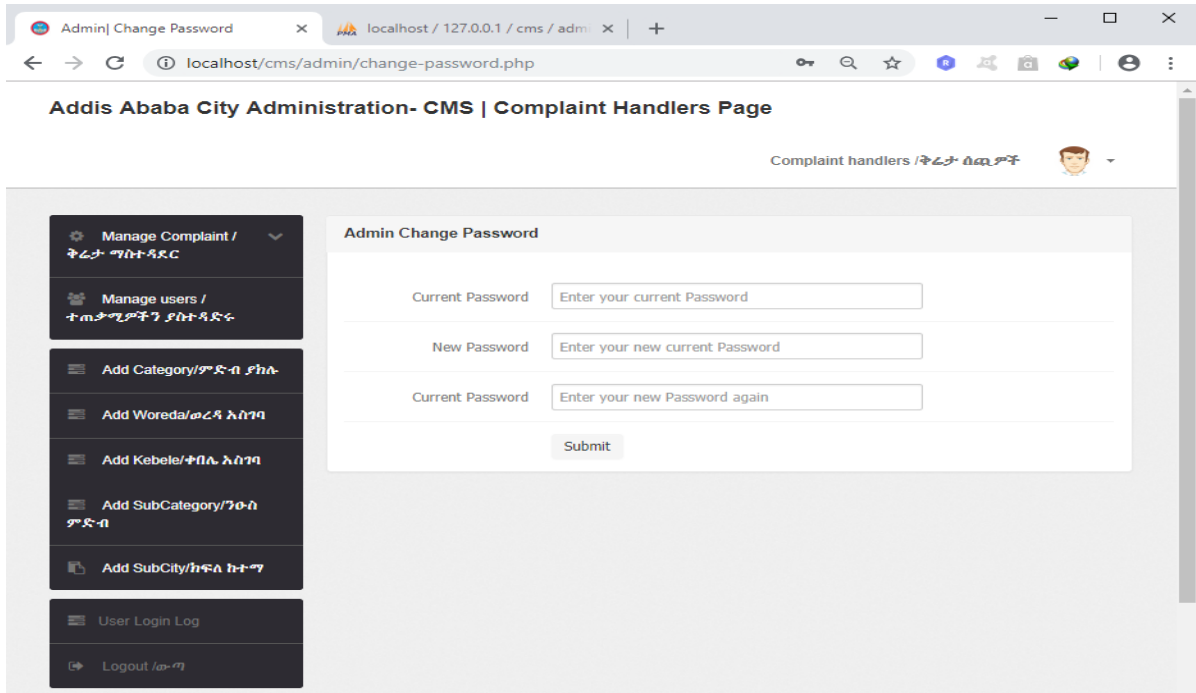 Admin| Change Password
localhost / 127.0.0.1 / cms / adm
localhost/cms/admin/change-password.php
Addis Ababa City Administration- CMS | Complaint Handlers Page
Complaint handlers /ቅሬታ ሰሚዎች
Manage Complaint /
ቅሬታ ማስተዳደር
Manage users /
ተጠቃሚዎችን ያስተዳድሩ
Add Category/ምድብ ያክሉ
Add Woreda/ወረዳ አስገባ
Add Kebele/ቀበሌ አስገባ
Add SubCategory/ንዑስ
ምድብ
Add SubCity/ክፍለ ከተማ
User Login Log
Logout /ውጣ
Admin Change Password
Current Password
Enter your current Password
New Password
Enter your new current Password
Current Password
Enter your new Password again
Submit